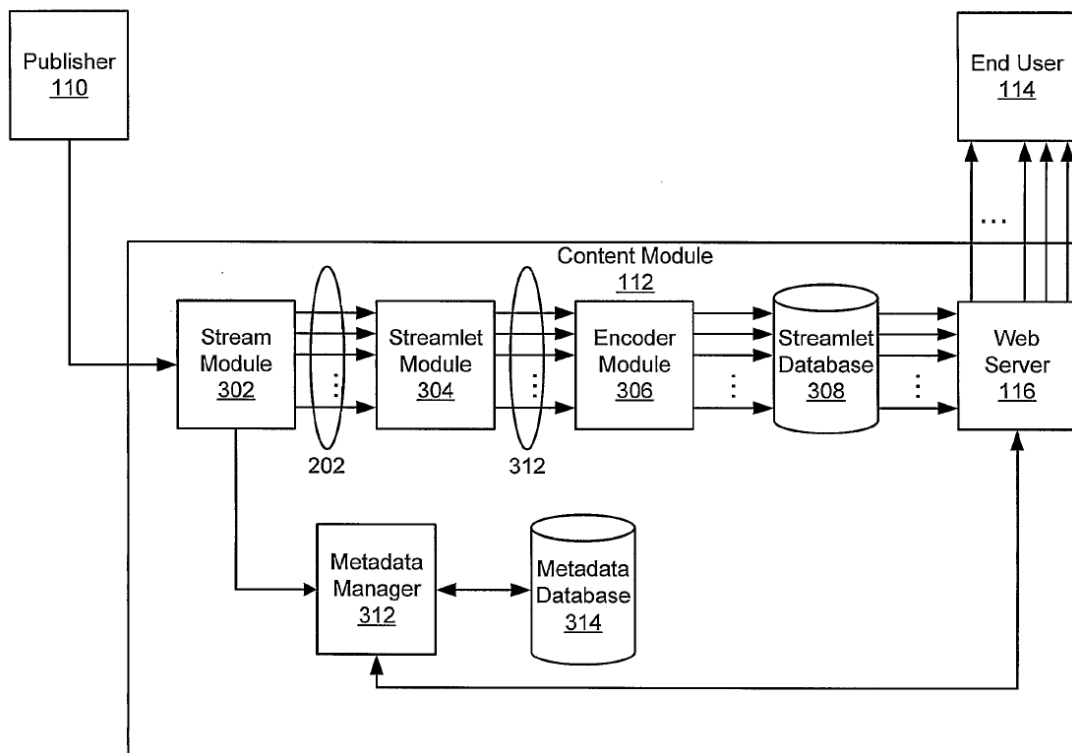 Publisher
110
End User
114
...
Content Module
112
Stream
Module
302
Streamlet
Module
304
Encoder
Module
306
Streamlet
Database
308
Web
Server
116
202
312
Metadata
Manager
312
Metadata
Database
314